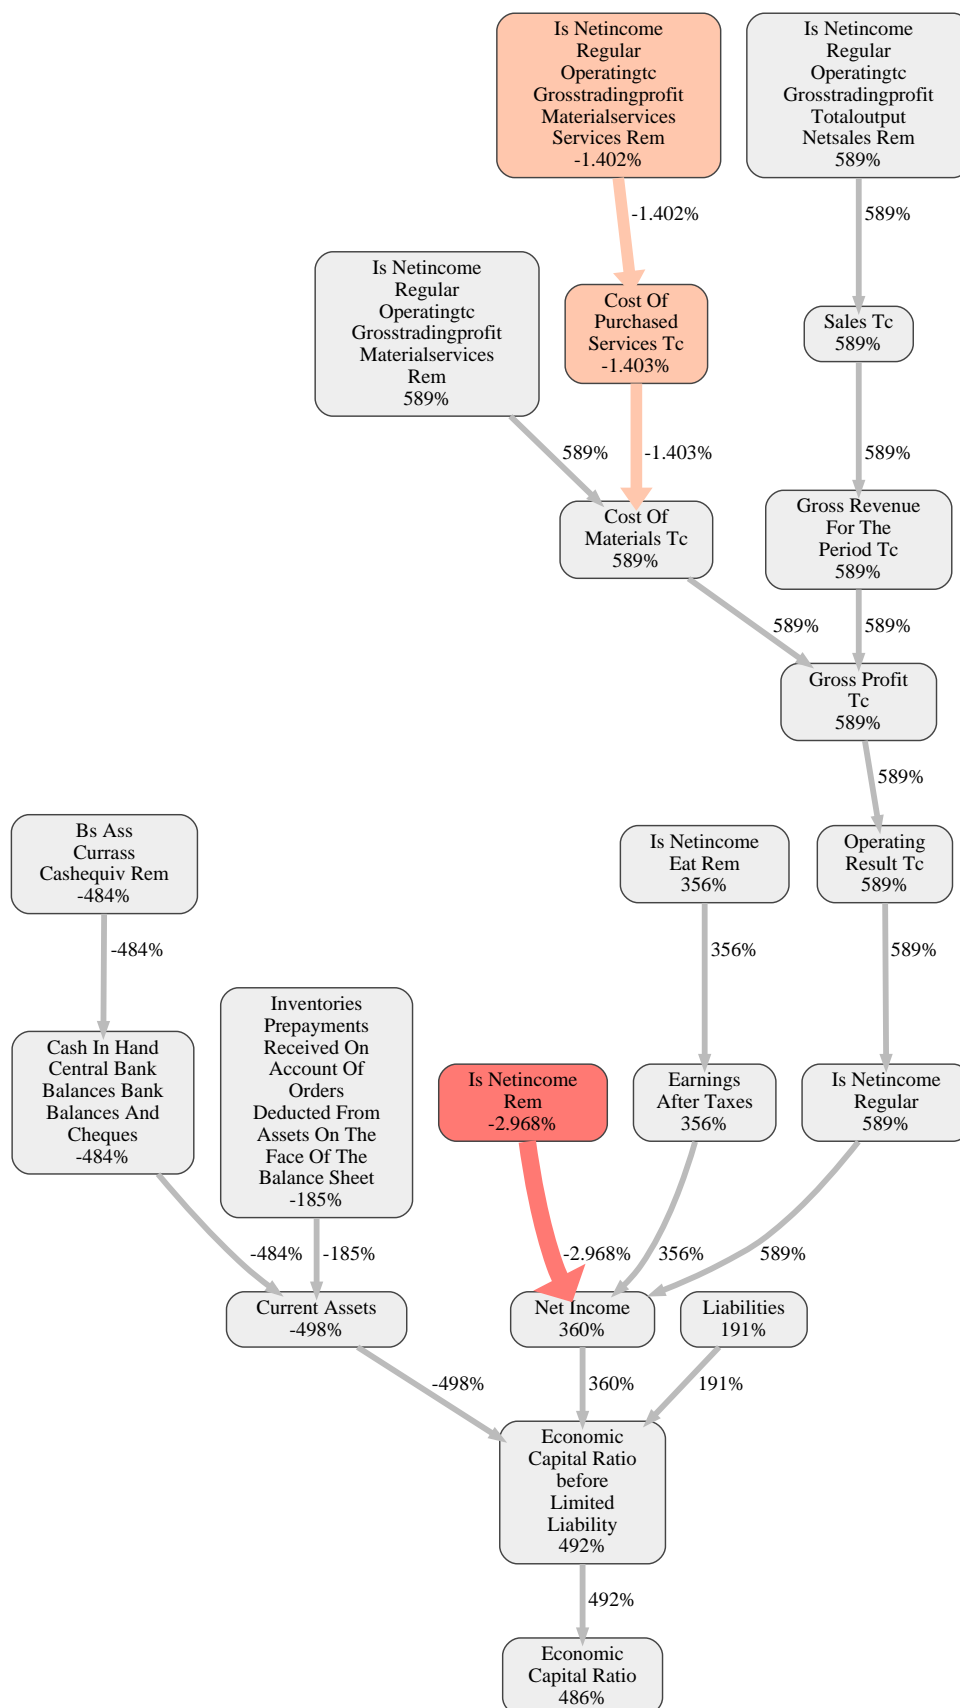 Is Netincome
Regular
Operatingtc
Grosstradingprofit
Materialservices
Services Rem
-1.402%
Is Netincome
Regular
Operatingtc
Grosstradingprofit
Totaloutput
Netsales Rem
589%
-1.402%
589%
Is Netincome
Regular
Operatingtc
Grosstradingprofit
Materialservices
Rem
589%
Cost Of
Purchased
Services Tc
-1.403%
Sales Tc
589%
589%
-1.403%
589%
Cost Of
Materials Tc
589%
Gross Revenue
For The
Period Tc
589%
589%
589%
Gross Profit
Tc
589%
589%
Bs Ass
Currass
Cashequiv Rem
-484%
Is Netincome
Eat Rem
356%
Operating
Result Tc
589%
-484%
356%
589%
Cash In Hand
Central Bank
Balances Bank
Balances And
Cheques
-484%
Inventories
Prepayments
Received On
Account Of
Orders
Deducted From
Assets On The
Face Of The
Balance Sheet
-185%
Is Netincome
Rem
-2.968%
Earnings
After Taxes
356%
Is Netincome
Regular
589%
-484%
-185%
-2.968%
356%
589%
Current Assets
-498%
Net Income
360%
Liabilities
191%
-498%
360%
191%
Economic
Capital Ratio
before
Limited
Liability
492%
492%
Economic
Capital Ratio
486%